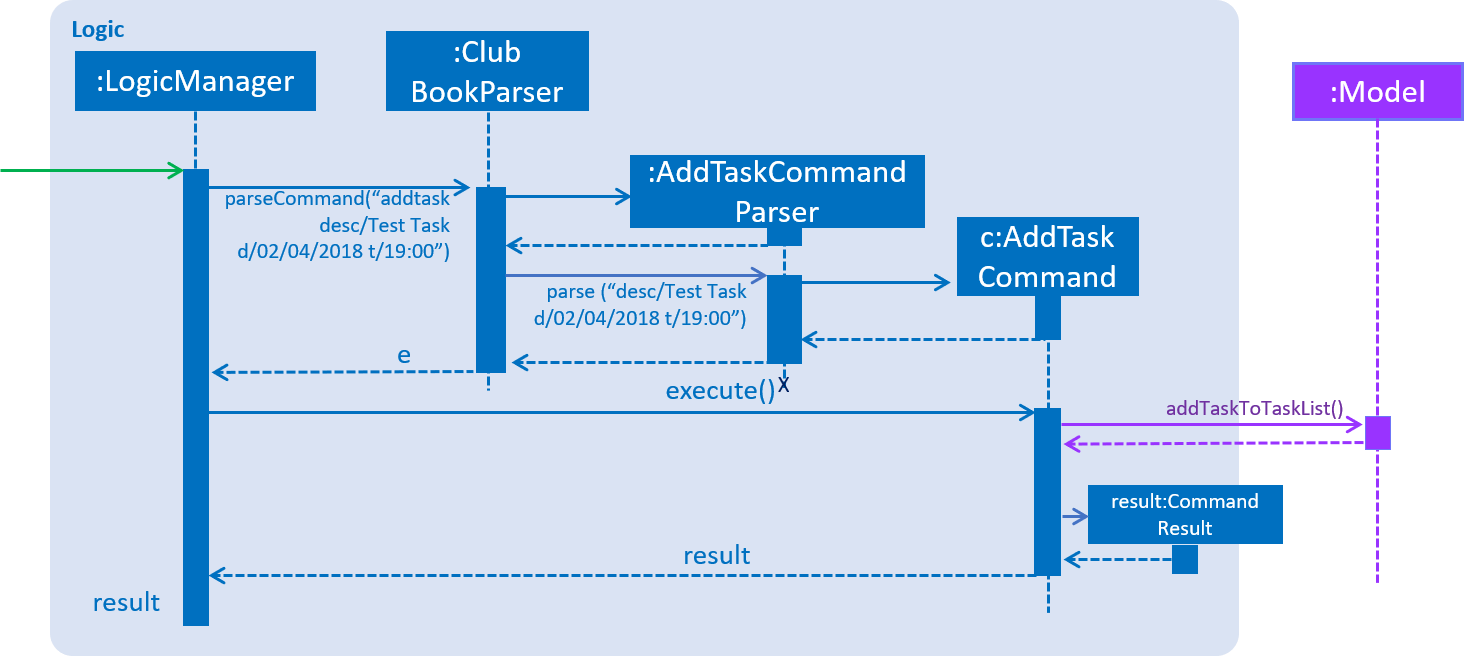 Logic
:LogicManager
:Club
BookParser
:Model
:AddTaskCommand
Parser
parseCommand(“addtask
desc/Test Task
d/02/04/2018 t/19:00”)
c:AddTask
Command
parse (“desc/Test Task
d/02/04/2018 t/19:00”)
e
execute()
X
addTaskToTaskList()
result:Command
Result
result
result